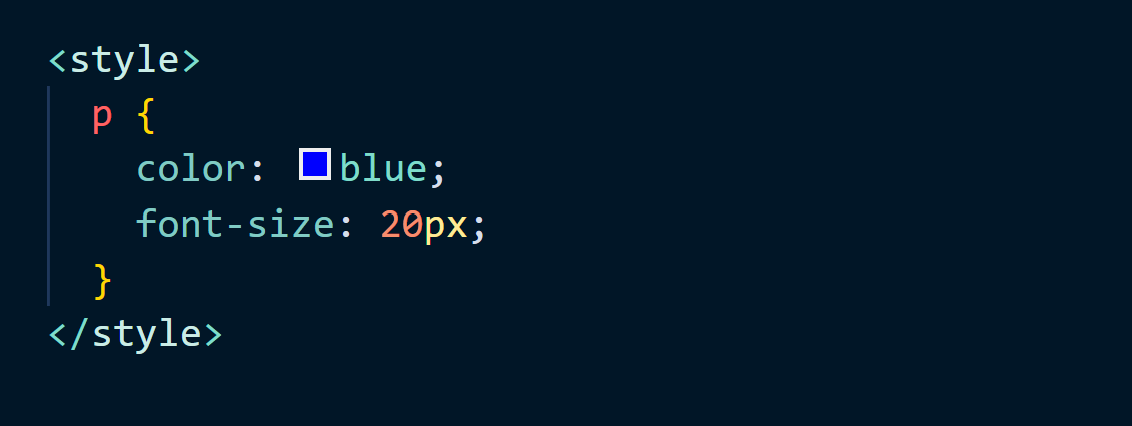 <style>
p {
color: blue;
font-size: 20px;
}
</style>